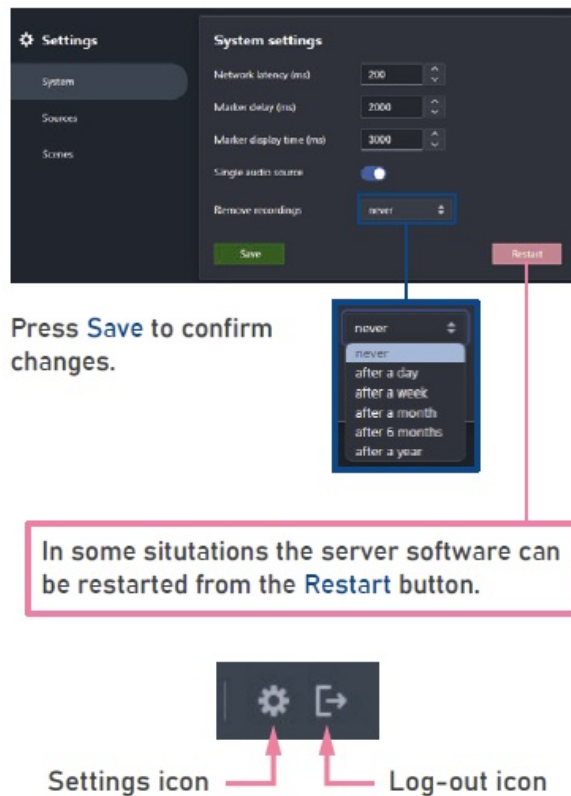 Settings
System
Sources
Scenes
System settings
Network latency (ms) 200
Marker delay (ms) 2000
Marker display time (ms) 3000
Single audio source
Remove recordings never
Save Restart
Press Save to confirm
changes.
never
never
after a day
after a week
after a month
after 6 months
after a year
In some situtations the server software can
be restarted from the Restart button.
Settings icon
Log-out icon